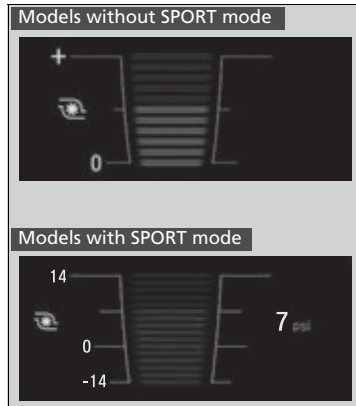 Models without SPORT mode
+
0
Models with SPORT mode
14
7 psi
0
-14